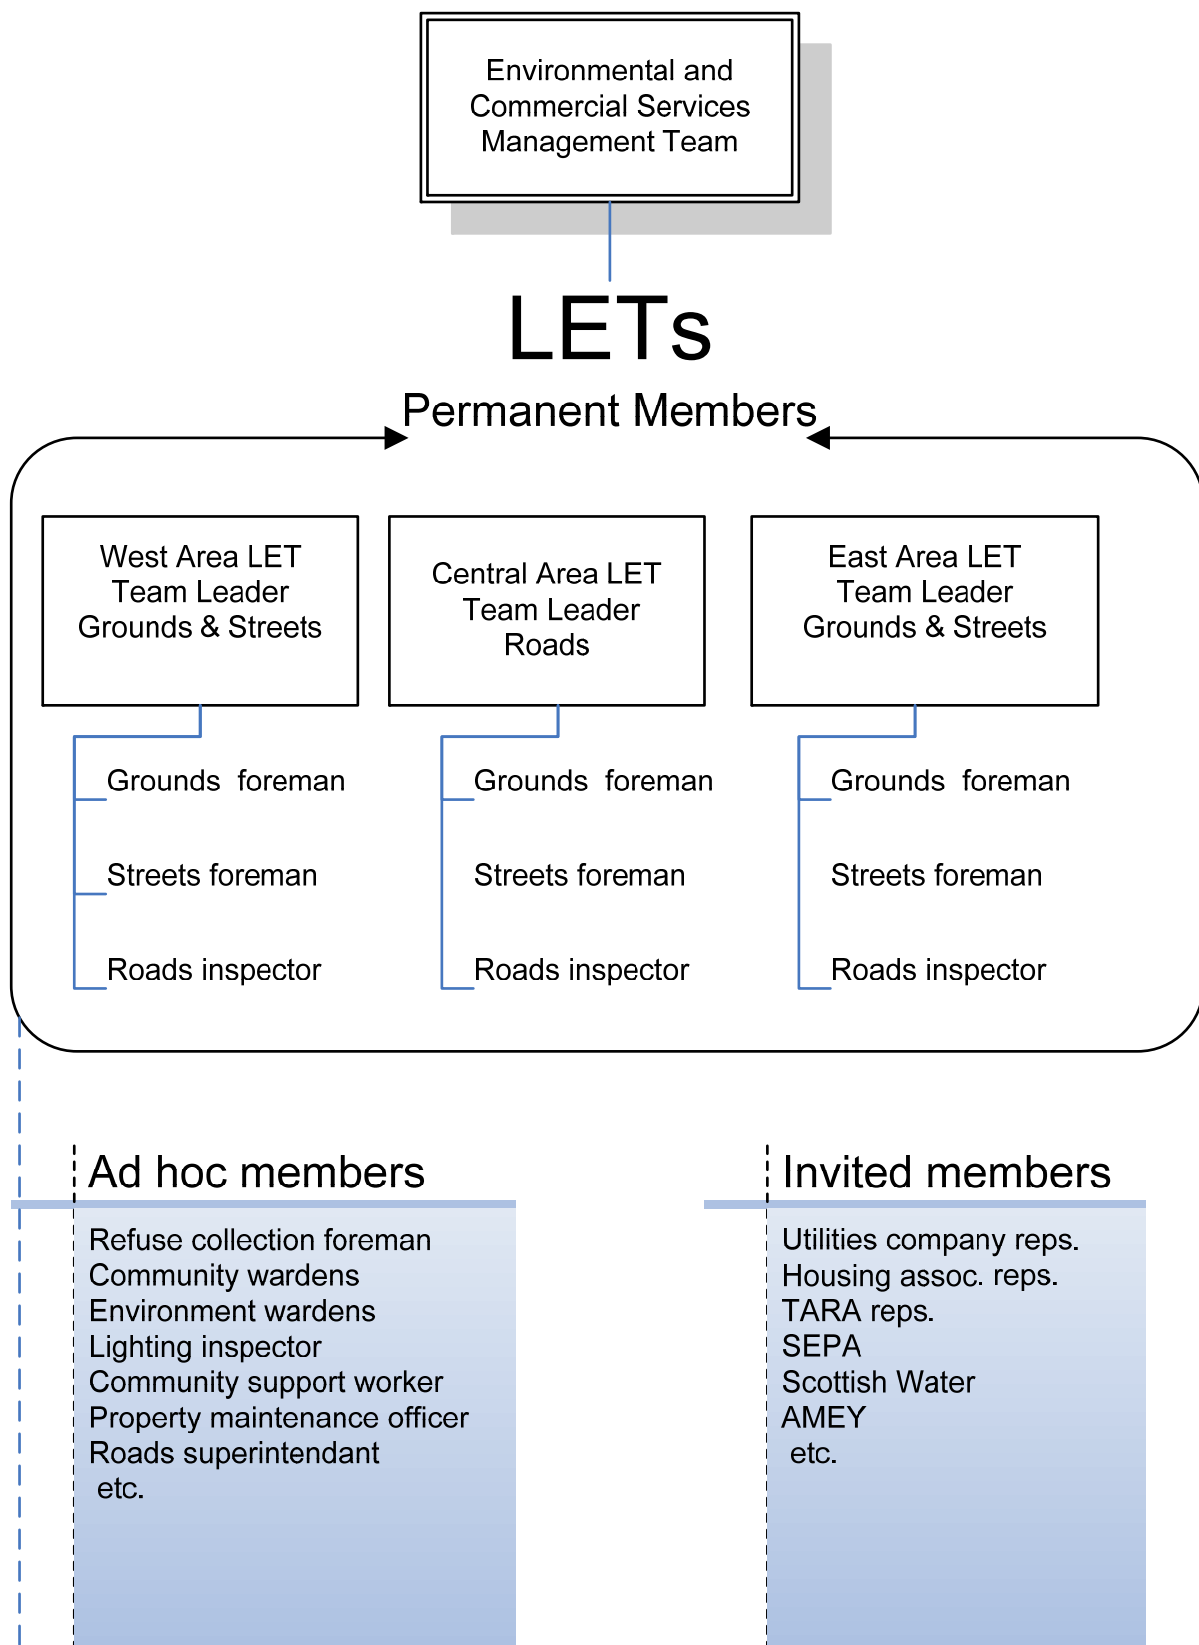 Environmental and
Commercial Services
Management Team
LETs
Permanent Members
West Area LET
Team Leader
Grounds & Streets
Central Area LET
Team Leader
Roads
East Area LET
Team Leader
Grounds & Streets
Grounds foreman
Streets foreman
Roads inspector
Grounds foreman
Streets foreman
Roads inspector
Grounds foreman
Streets foreman
Roads inspector
Ad hoc members
Refuse collection foreman
Community wardens
Environment wardens
Lighting inspector
Community support worker
Property maintenance officer
Roads superintendant
etc.
Invited members
Utilities company reps.
Housing assoc. reps.
TARA reps.
SEPA
Scottish Water
AMEY
etc.